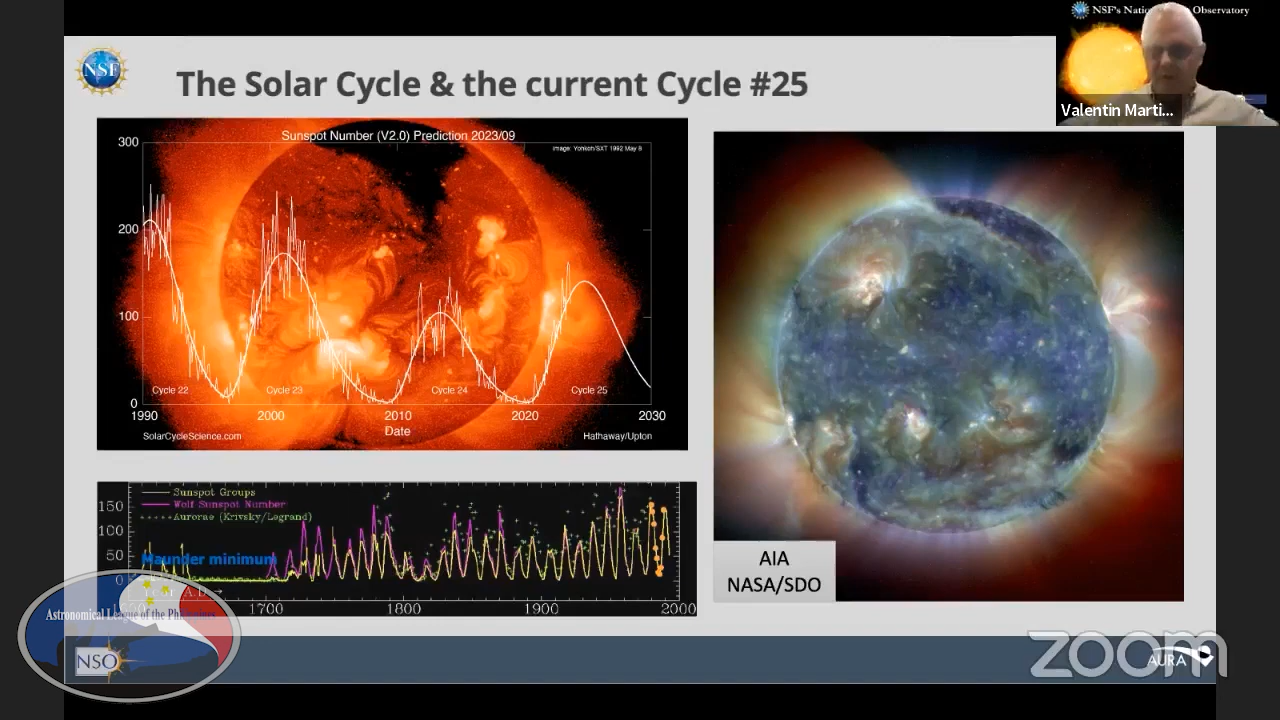 NSF's Natio Observatory
Valentin Marti...
NSF
The Solar Cycle & the current Cycle #25
Sunspot Number (V2.0) Prediction 2023/09
Image: Yohkoh/SXT 1992 May 8
300
200
100
0
Cycle 22
Cycle 23
Cycle 24
Cycle 25
1990
2000
2010
2020
2030
Date
SolarCycleScience.com
Hathaway/Upton
Sunspot Groups
Wolf Sunspot Number
Aurorae (Krivsky/Legrand)
150
100
50
0
Maunder minimum
Year A.D.
1700
1800
1900
2000
AIA
NASA/SDO
Astronomical League of the Philippines
NSO
zoom
AURA